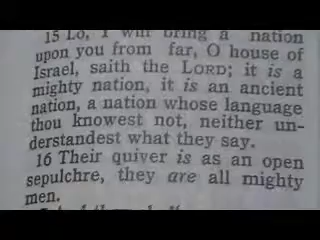 15 Lo, I will bring a nation
upon you from far, O house of
Israel, saith the LORD; it is a
mighty nation, it is an ancient
nation, a nation whose language
thou knowest not, neither un-
derstandest what they say.
16 Their quiver is as an open
sepulchre, they are all mighty
men.